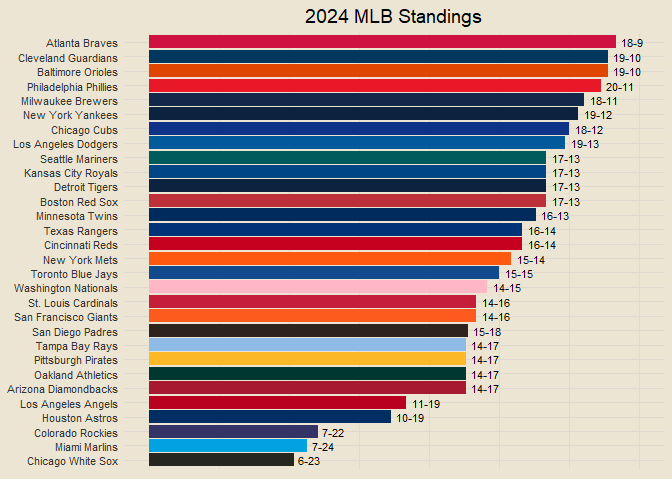 2024 MLB Standings
Atlanta Braves 18-9
Cleveland Guardians 19-10
Baltimore Orioles 19-10
Philadelphia Phillies 20-11
Milwaukee Brewers 18-11
New York Yankees 19-12
Chicago Cubs 18-12
Los Angeles Dodgers 19-13
Seattle Mariners 17-13
Kansas City Royals 17-13
Detroit Tigers 17-13
Boston Red Sox 17-13
Minnesota Twins 16-13
Texas Rangers 16-14
Cincinnati Reds 16-14
New York Mets 15-14
Toronto Blue Jays 15-15
Washington Nationals 14-15
St. Louis Cardinals 14-16
San Francisco Giants 14-16
San Diego Padres 15-18
Tampa Bay Rays 14-17
Pittsburgh Pirates 14-17
Oakland Athletics 14-17
Arizona Diamondbacks 14-17
Los Angeles Angels 11-19
Houston Astros 10-19
Colorado Rockies 7-22
Miami Marlins 7-24
Chicago White Sox 6-23